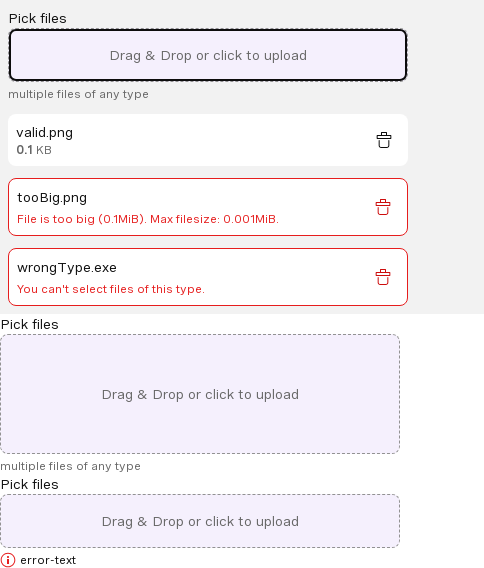 Pick files
Drag & Drop or click to upload
multiple files of any type
valid.png
0.1 KB
tooBig.png
File is too big (0.1MiB). Max filesize: 0.001MiB.
wrongType.exe
You can't select files of this type.
Pick files
Drag & Drop or click to upload
multiple files of any type
Pick files
Drag & Drop or click to upload
error-text